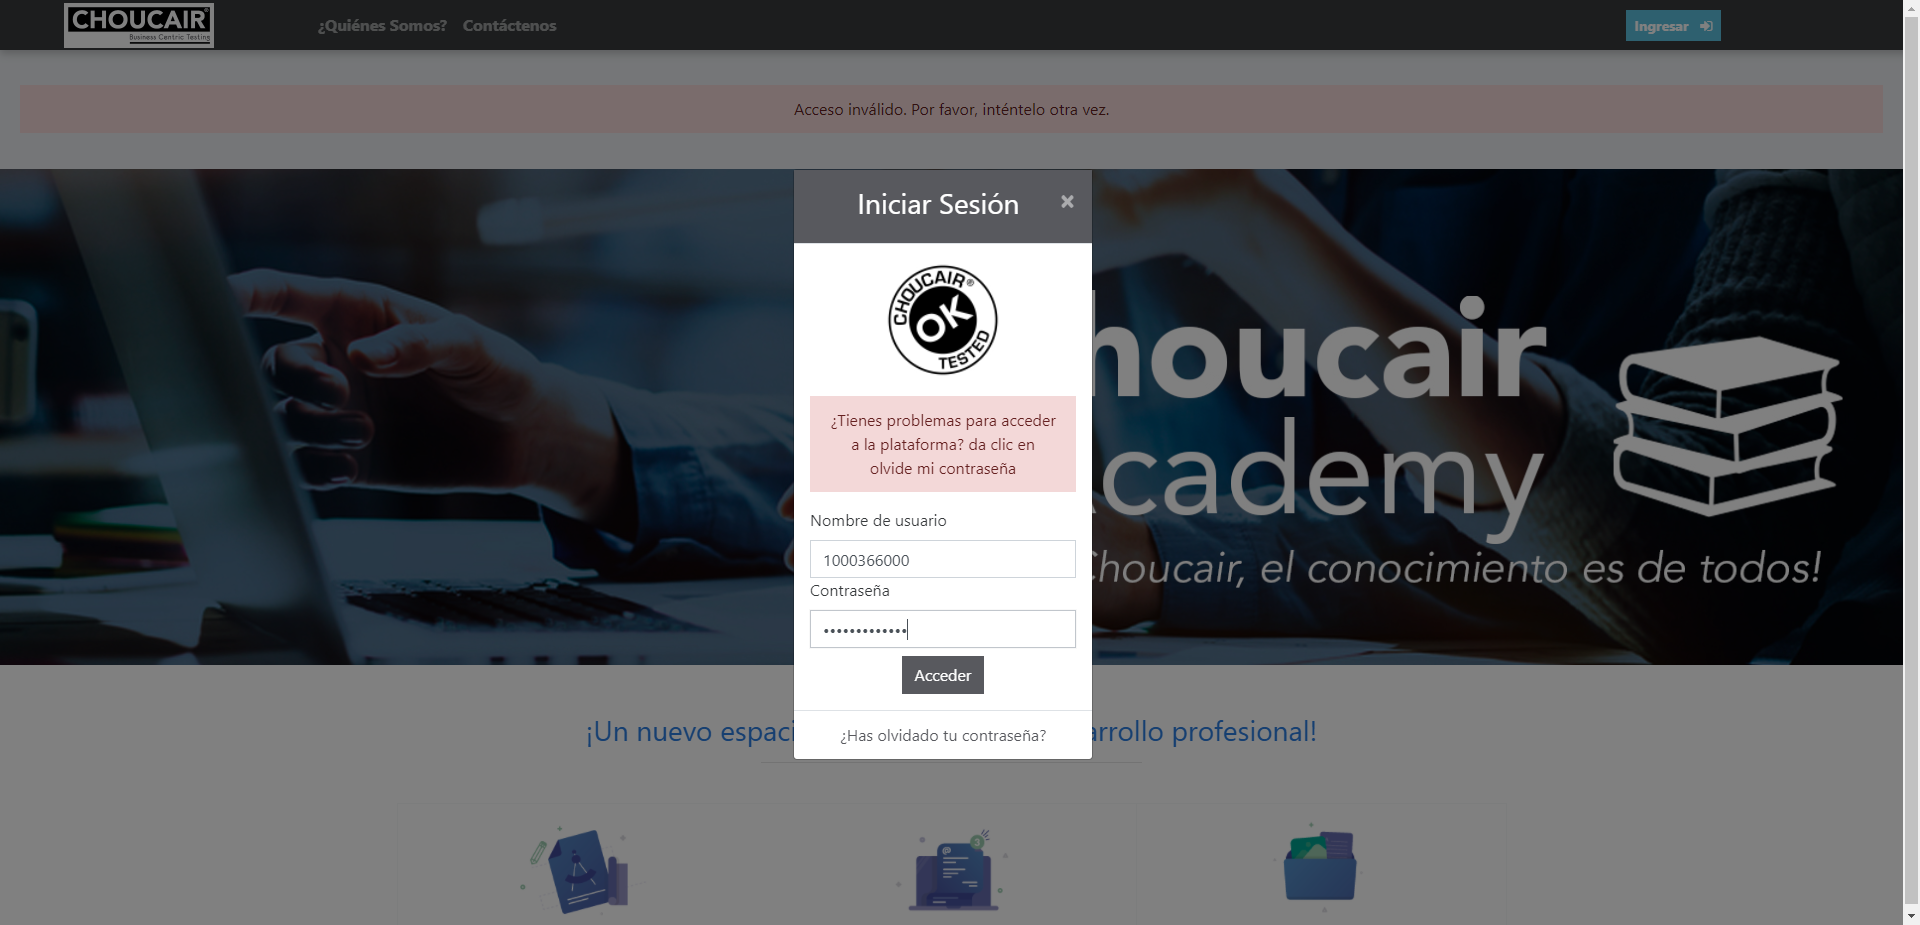 CHOUCAIR®
Business Centric Testing
¿Quiénes Somos?
Contáctenos
Ingresar
Acceso inválido. Por favor, inténtelo otra vez.
Iniciar Sesión
×
CHOUCAIR®
OK
TESTED
¿Tienes problemas para acceder
a la plataforma? da clic en
olvide mi contraseña
Nombre de usuario
1000366000
Contraseña
•••••••••••••
Acceder
¿Has olvidado tu contraseña?
houcair
cademy
Choucair, el conocimiento es de todos!
¡Un nuevo espaci
arrollo profesional!
3